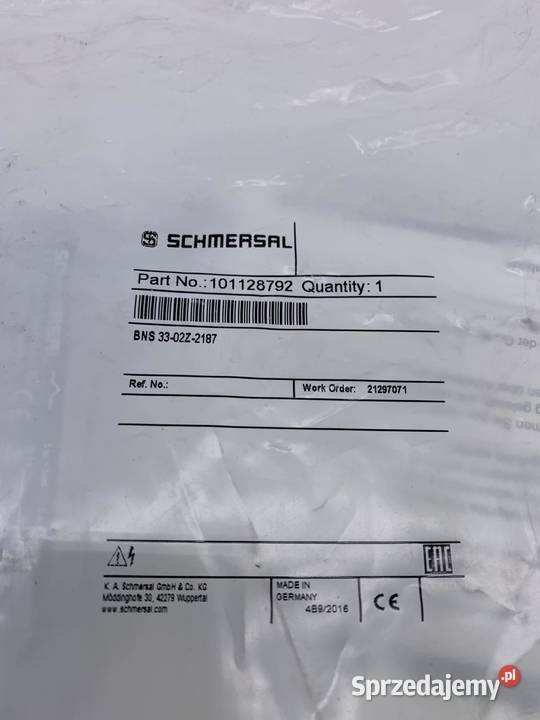 SCHMERSAL
Part No.:101128792 Quantity: 1
BNS 33-02Z-2187
Ref. No.:
Work Order: 21297071
EAC
K. A. Schmersal GmbH & Co. KG
Möddinghofe 30, 42279 Wuppertal
www.schmersal.com
MADE IN
GERMANY
4B9/2016
CE
Sprzedajemy.pl